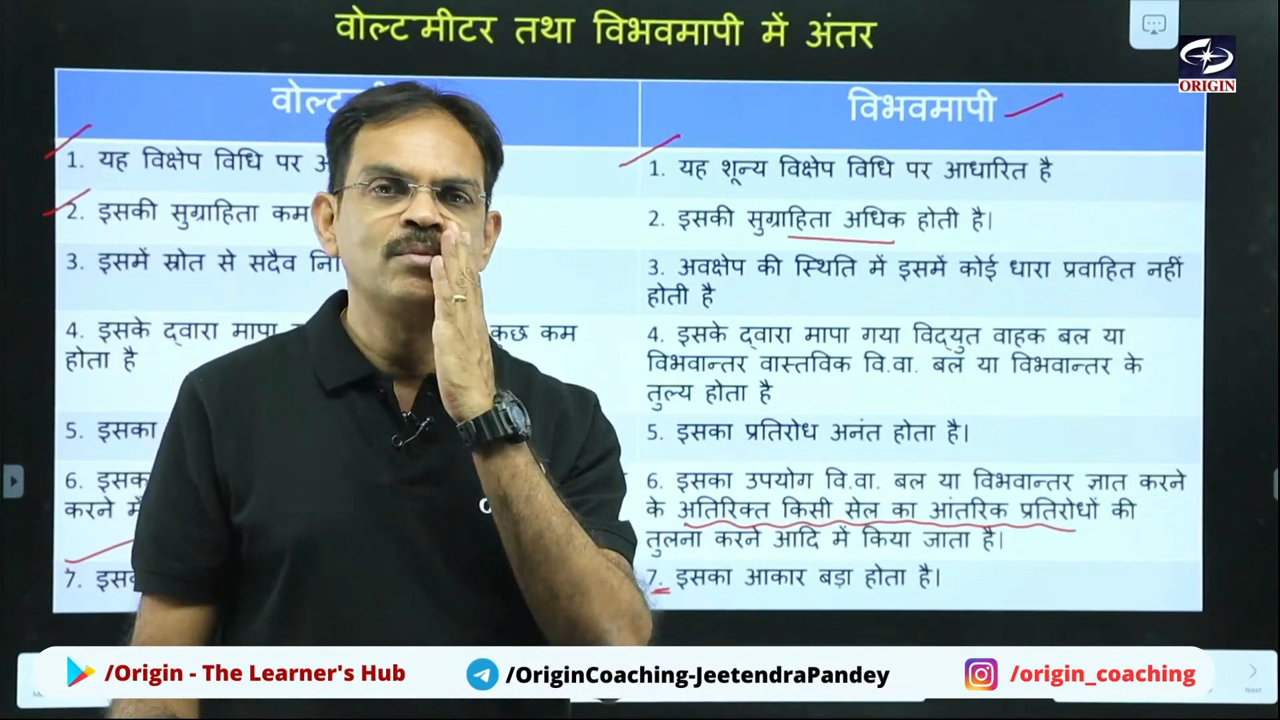 वोल्टमीटर तथा विभवमापी में अंतर
ORIGIN
विभवमापी
1. यह विक्षेप विधि पर
2. इसकी सुग्राहिता कम
3. इसमें स्रोत से सदैव
4. इसके द्वारा मापा कुछ कम
होता है
5. इसका
6.
करने में
7.
1. यह शून्य विक्षेप विधि पर आधारित है
2. इसकी सुग्राहिता अधिक होती है।
3. अवक्षेप की स्थिति में इसमें कोई धारा प्रवाहित नहीं
होती है
4. इसके द्वारा मापा गया विद्युत वाहक बल या
विभवान्तर वास्तविक वि.वा. बल या विभवान्तर के
तुल्य होता है
5. इसका प्रतिरोध अनंत होता है।
6. इसका उपयोग वि.वा. बल या विभवान्तर ज्ञात करने
के अतिरिक्त किसी सेल का आंतरिक प्रतिरोधों की
तुलना करने आदि में किया जाता है।
7. इसका आकार बड़ा होता है।
/Origin - The Learner's Hub
/OriginCoaching-JeetendraPandey
/origin_coaching
Next